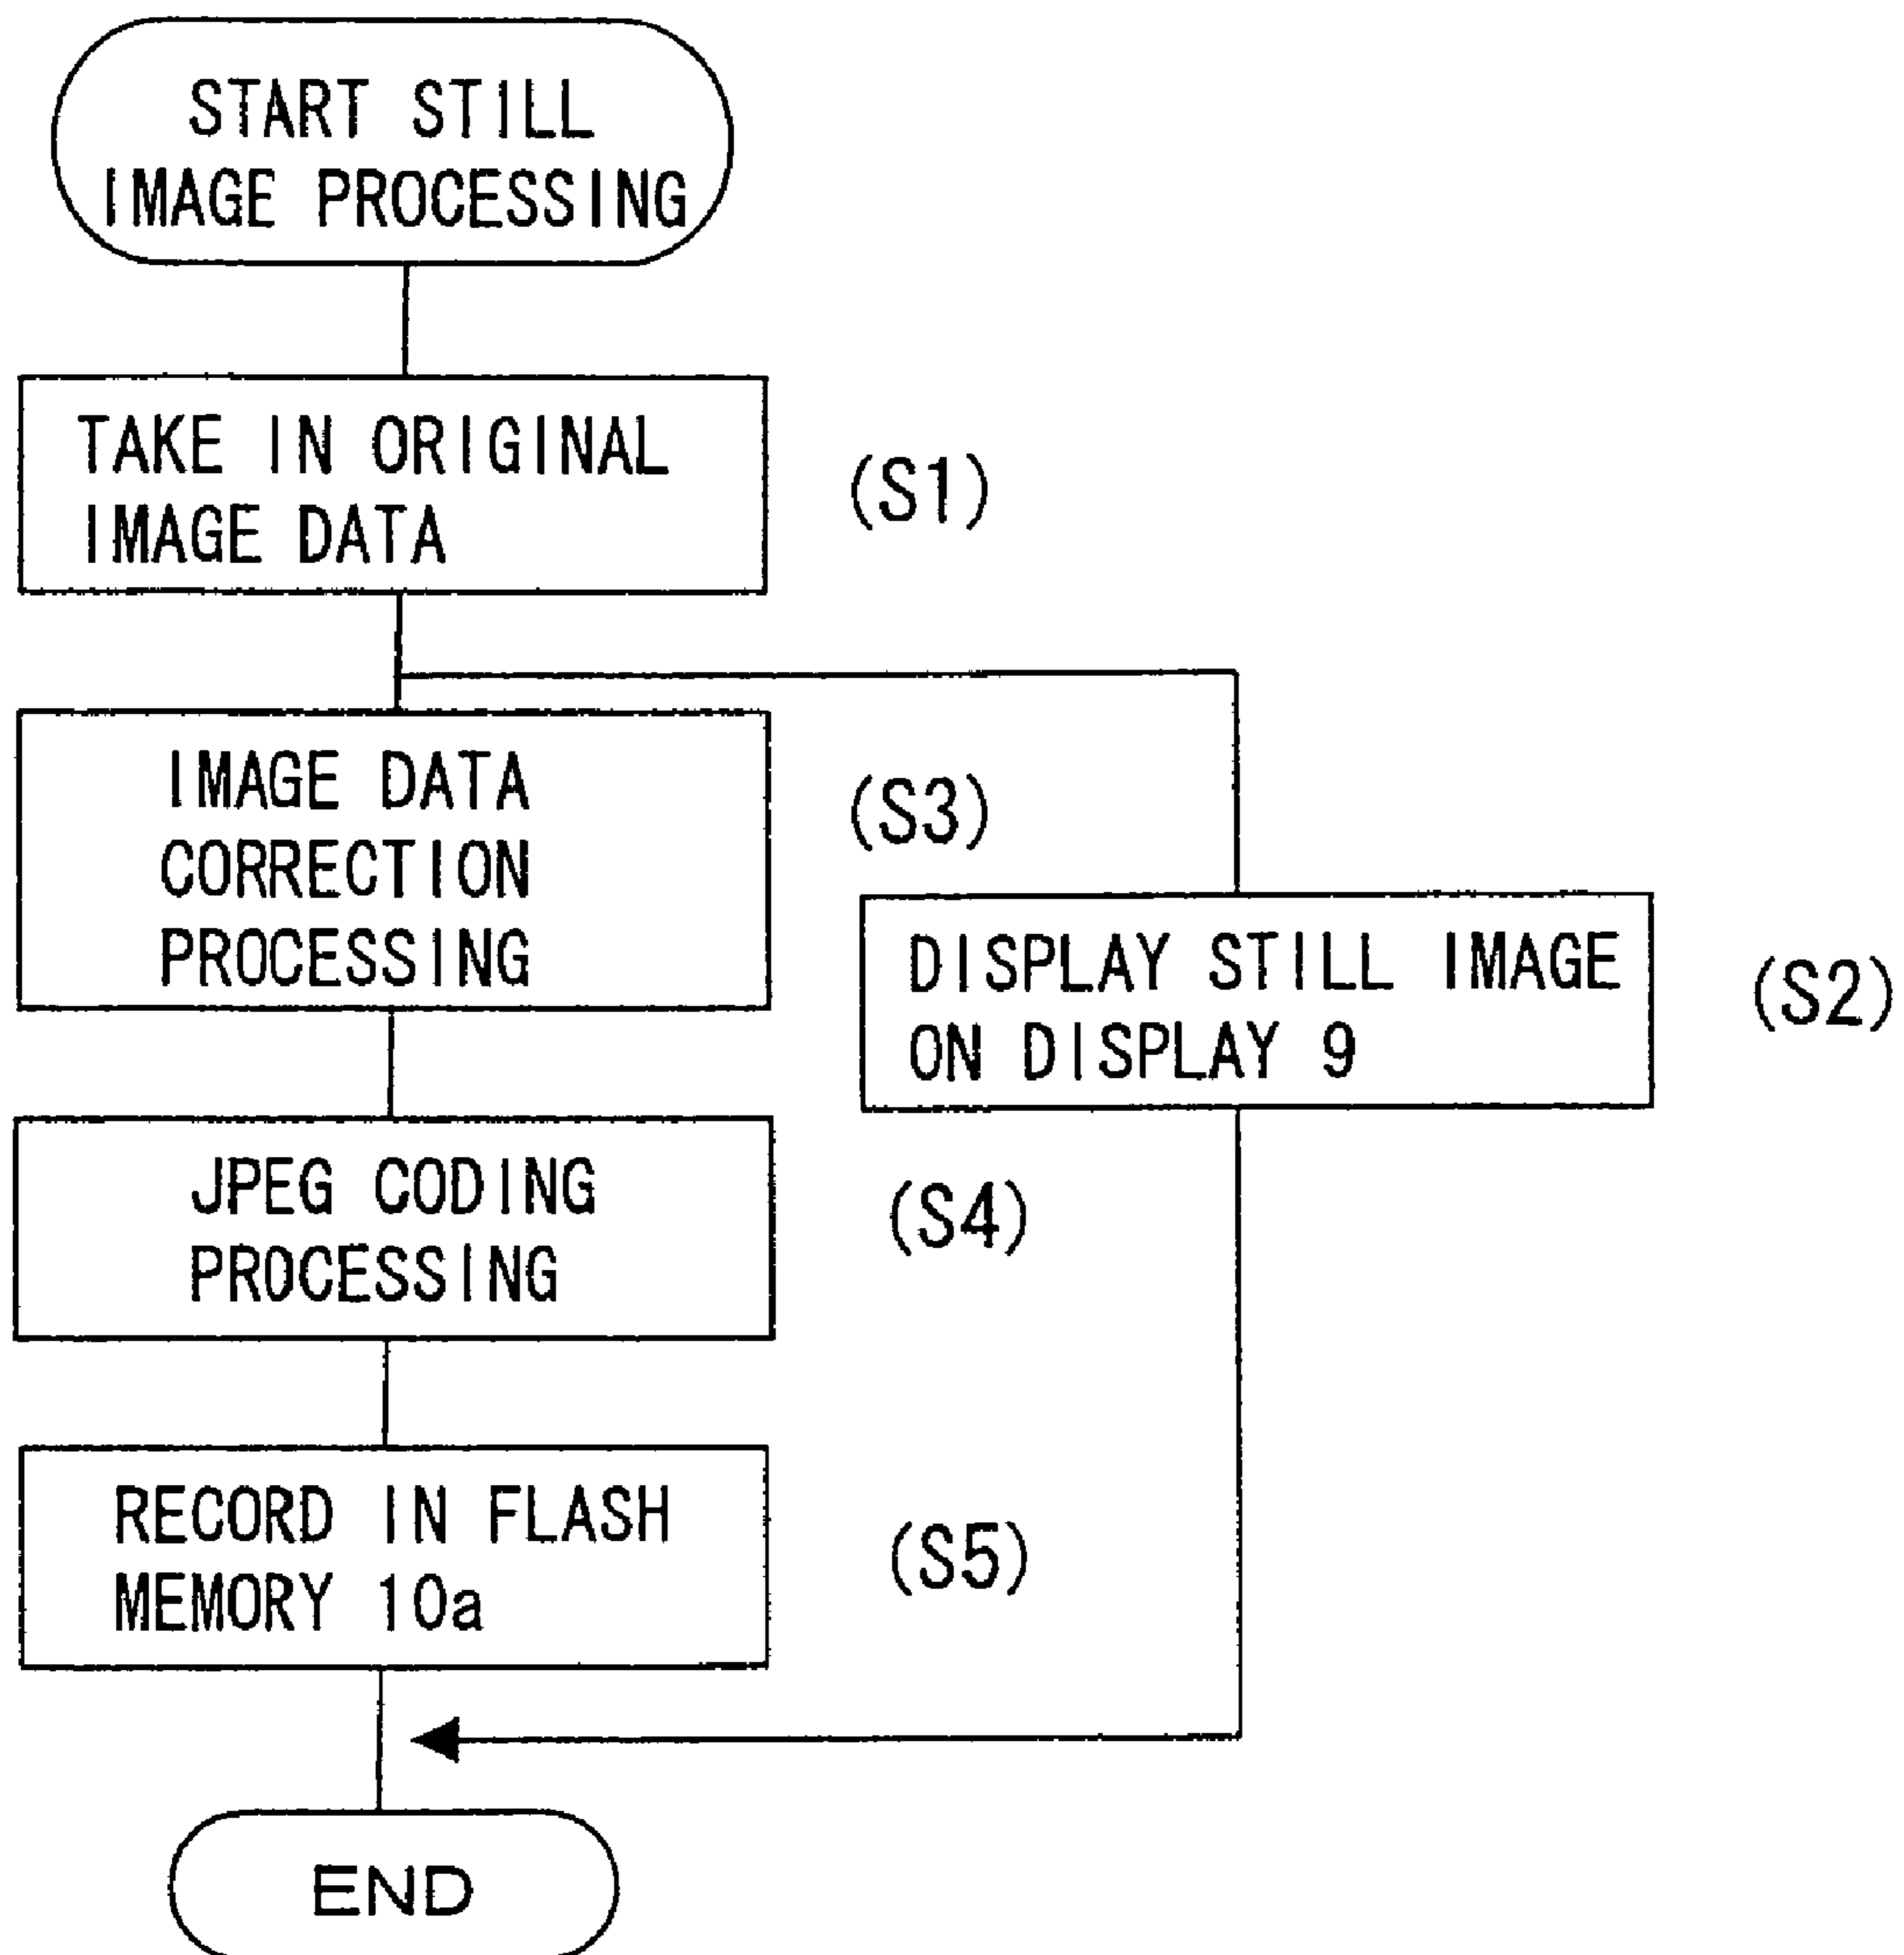 START STILL
IMAGE PROCESSING
TAKE IN ORIGINAL
IMAGE DATA
(S1)
IMAGE DATA
CORRECTION
PROCESSING
(S3)
DISPLAY STILL IMAGE
ON DISPLAY 9
(S2)
JPEG CODING
PROCESSING
(S4)
RECORD IN FLASH
MEMORY 10a
(S5)
END